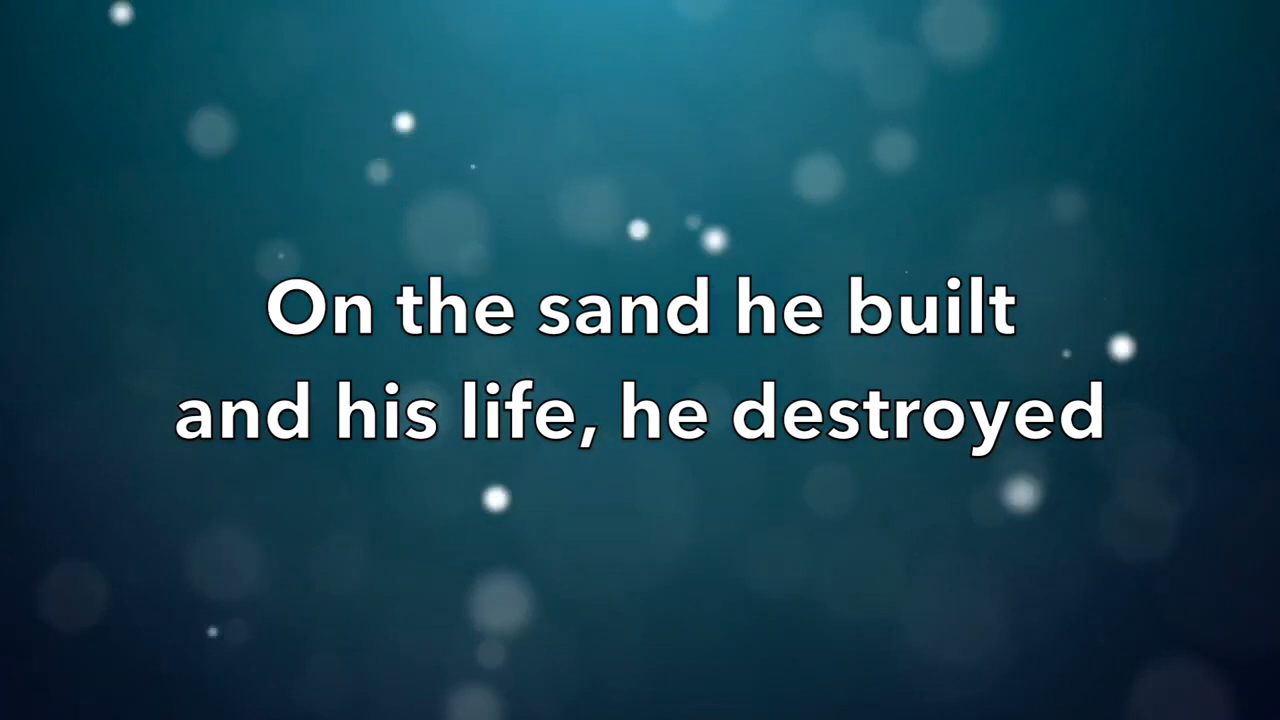 On the sand he built
and his life, he destroyed